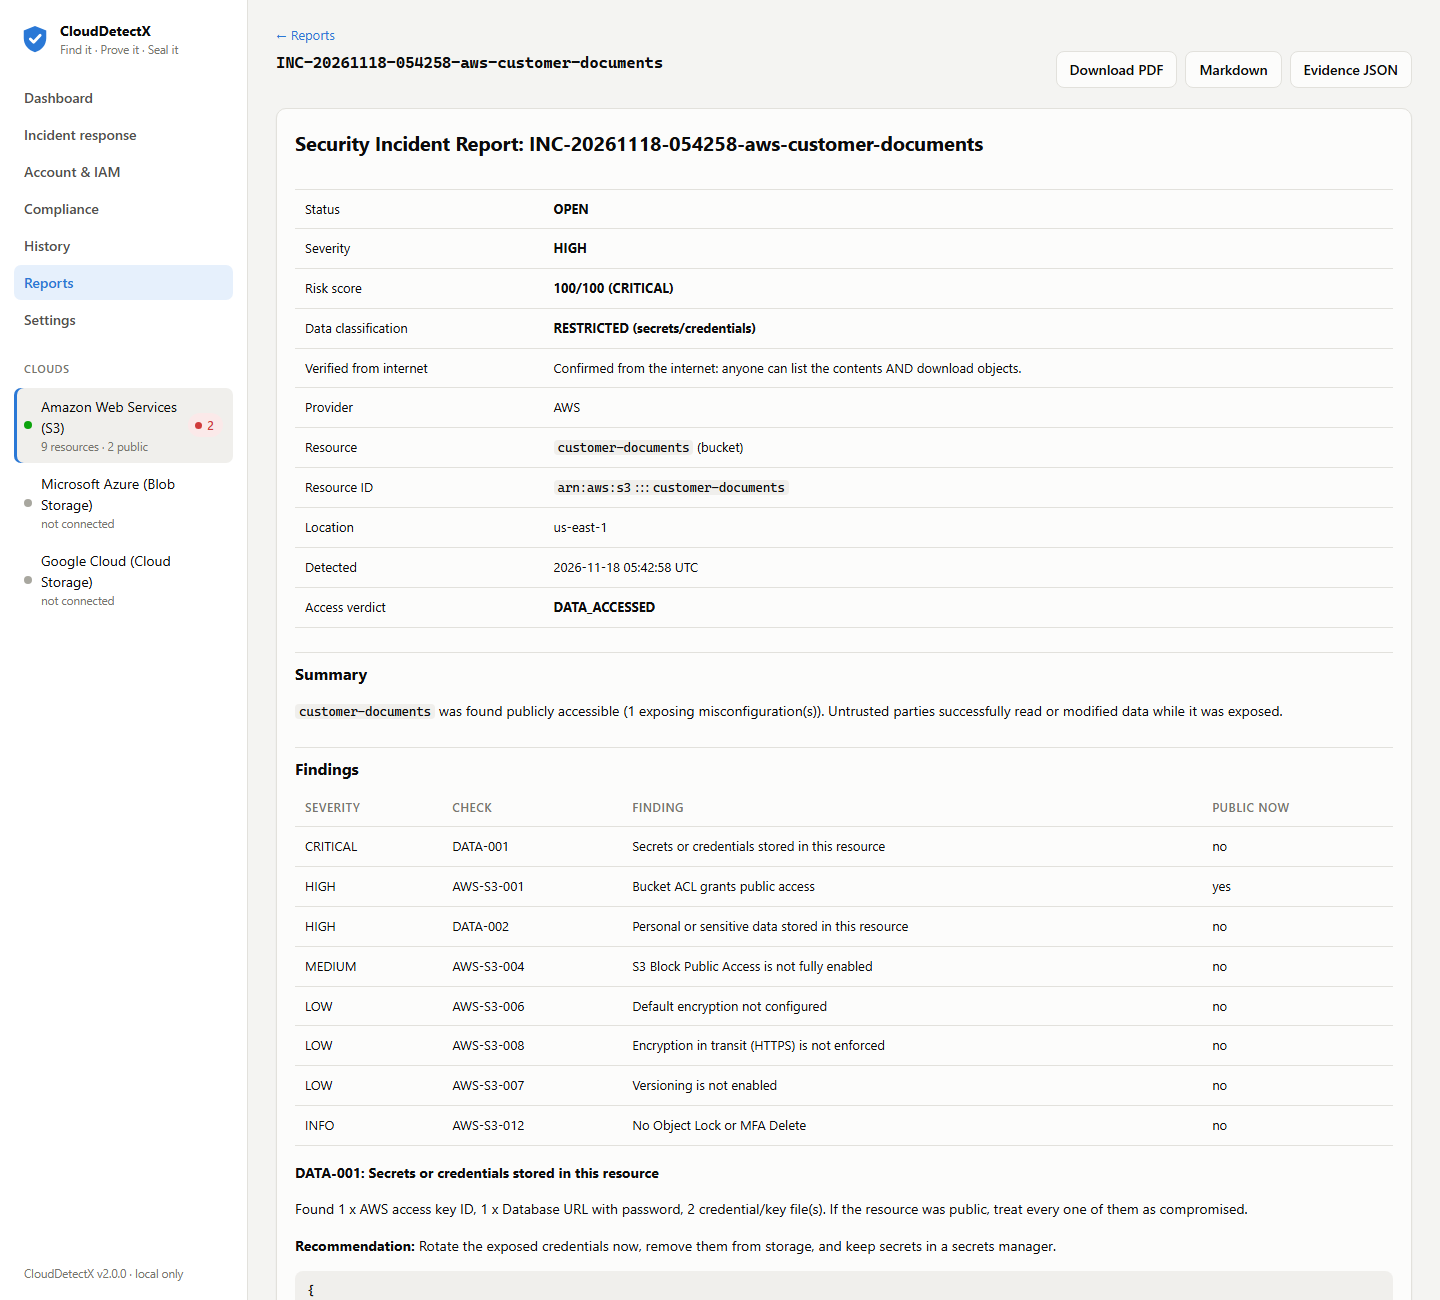 CloudDetectX
Find it · Prove it · Seal it
Dashboard
Incident response
Account & IAM
Compliance
History
Reports
Settings
CLOUDS
Amazon Web Services
(S3)
9 resources · 2 public
2
Microsoft Azure (Blob
Storage)
not connected
Google Cloud (Cloud
Storage)
not connected
CloudDetectX v2.0.0 · local only
← Reports
INC-20261118-054258-aws-customer-documents
Download PDF
Markdown
Evidence JSON
Security Incident Report: INC-20261118-054258-aws-customer-documents
Status OPEN
Severity HIGH
Risk score 100/100 (CRITICAL)
Data classification RESTRICTED (secrets/credentials)
Verified from internet Confirmed from the internet: anyone can list the contents AND download objects.
Provider AWS
Resource customer-documents (bucket)
Resource ID arn:aws:s3:::customer-documents
Location us-east-1
Detected 2026-11-18 05:42:58 UTC
Access verdict DATA_ACCESSED
Summary
customer-documents was found publicly accessible (1 exposing misconfiguration(s)). Untrusted parties successfully read or modified data while it was exposed.
Findings
SEVERITY CHECK FINDING PUBLIC NOW
CRITICAL DATA-001 Secrets or credentials stored in this resource no
HIGH AWS-S3-001 Bucket ACL grants public access yes
HIGH DATA-002 Personal or sensitive data stored in this resource no
MEDIUM AWS-S3-004 S3 Block Public Access is not fully enabled no
LOW AWS-S3-006 Default encryption not configured no
LOW AWS-S3-008 Encryption in transit (HTTPS) is not enforced no
LOW AWS-S3-007 Versioning is not enabled no
INFO AWS-S3-012 No Object Lock or MFA Delete no
DATA-001: Secrets or credentials stored in this resource
Found 1 x AWS access key ID, 1 x Database URL with password, 2 credential/key file(s). If the resource was public, treat every one of them as compromised.
Recommendation: Rotate the exposed credentials now, remove them from storage, and keep secrets in a secrets manager.
{